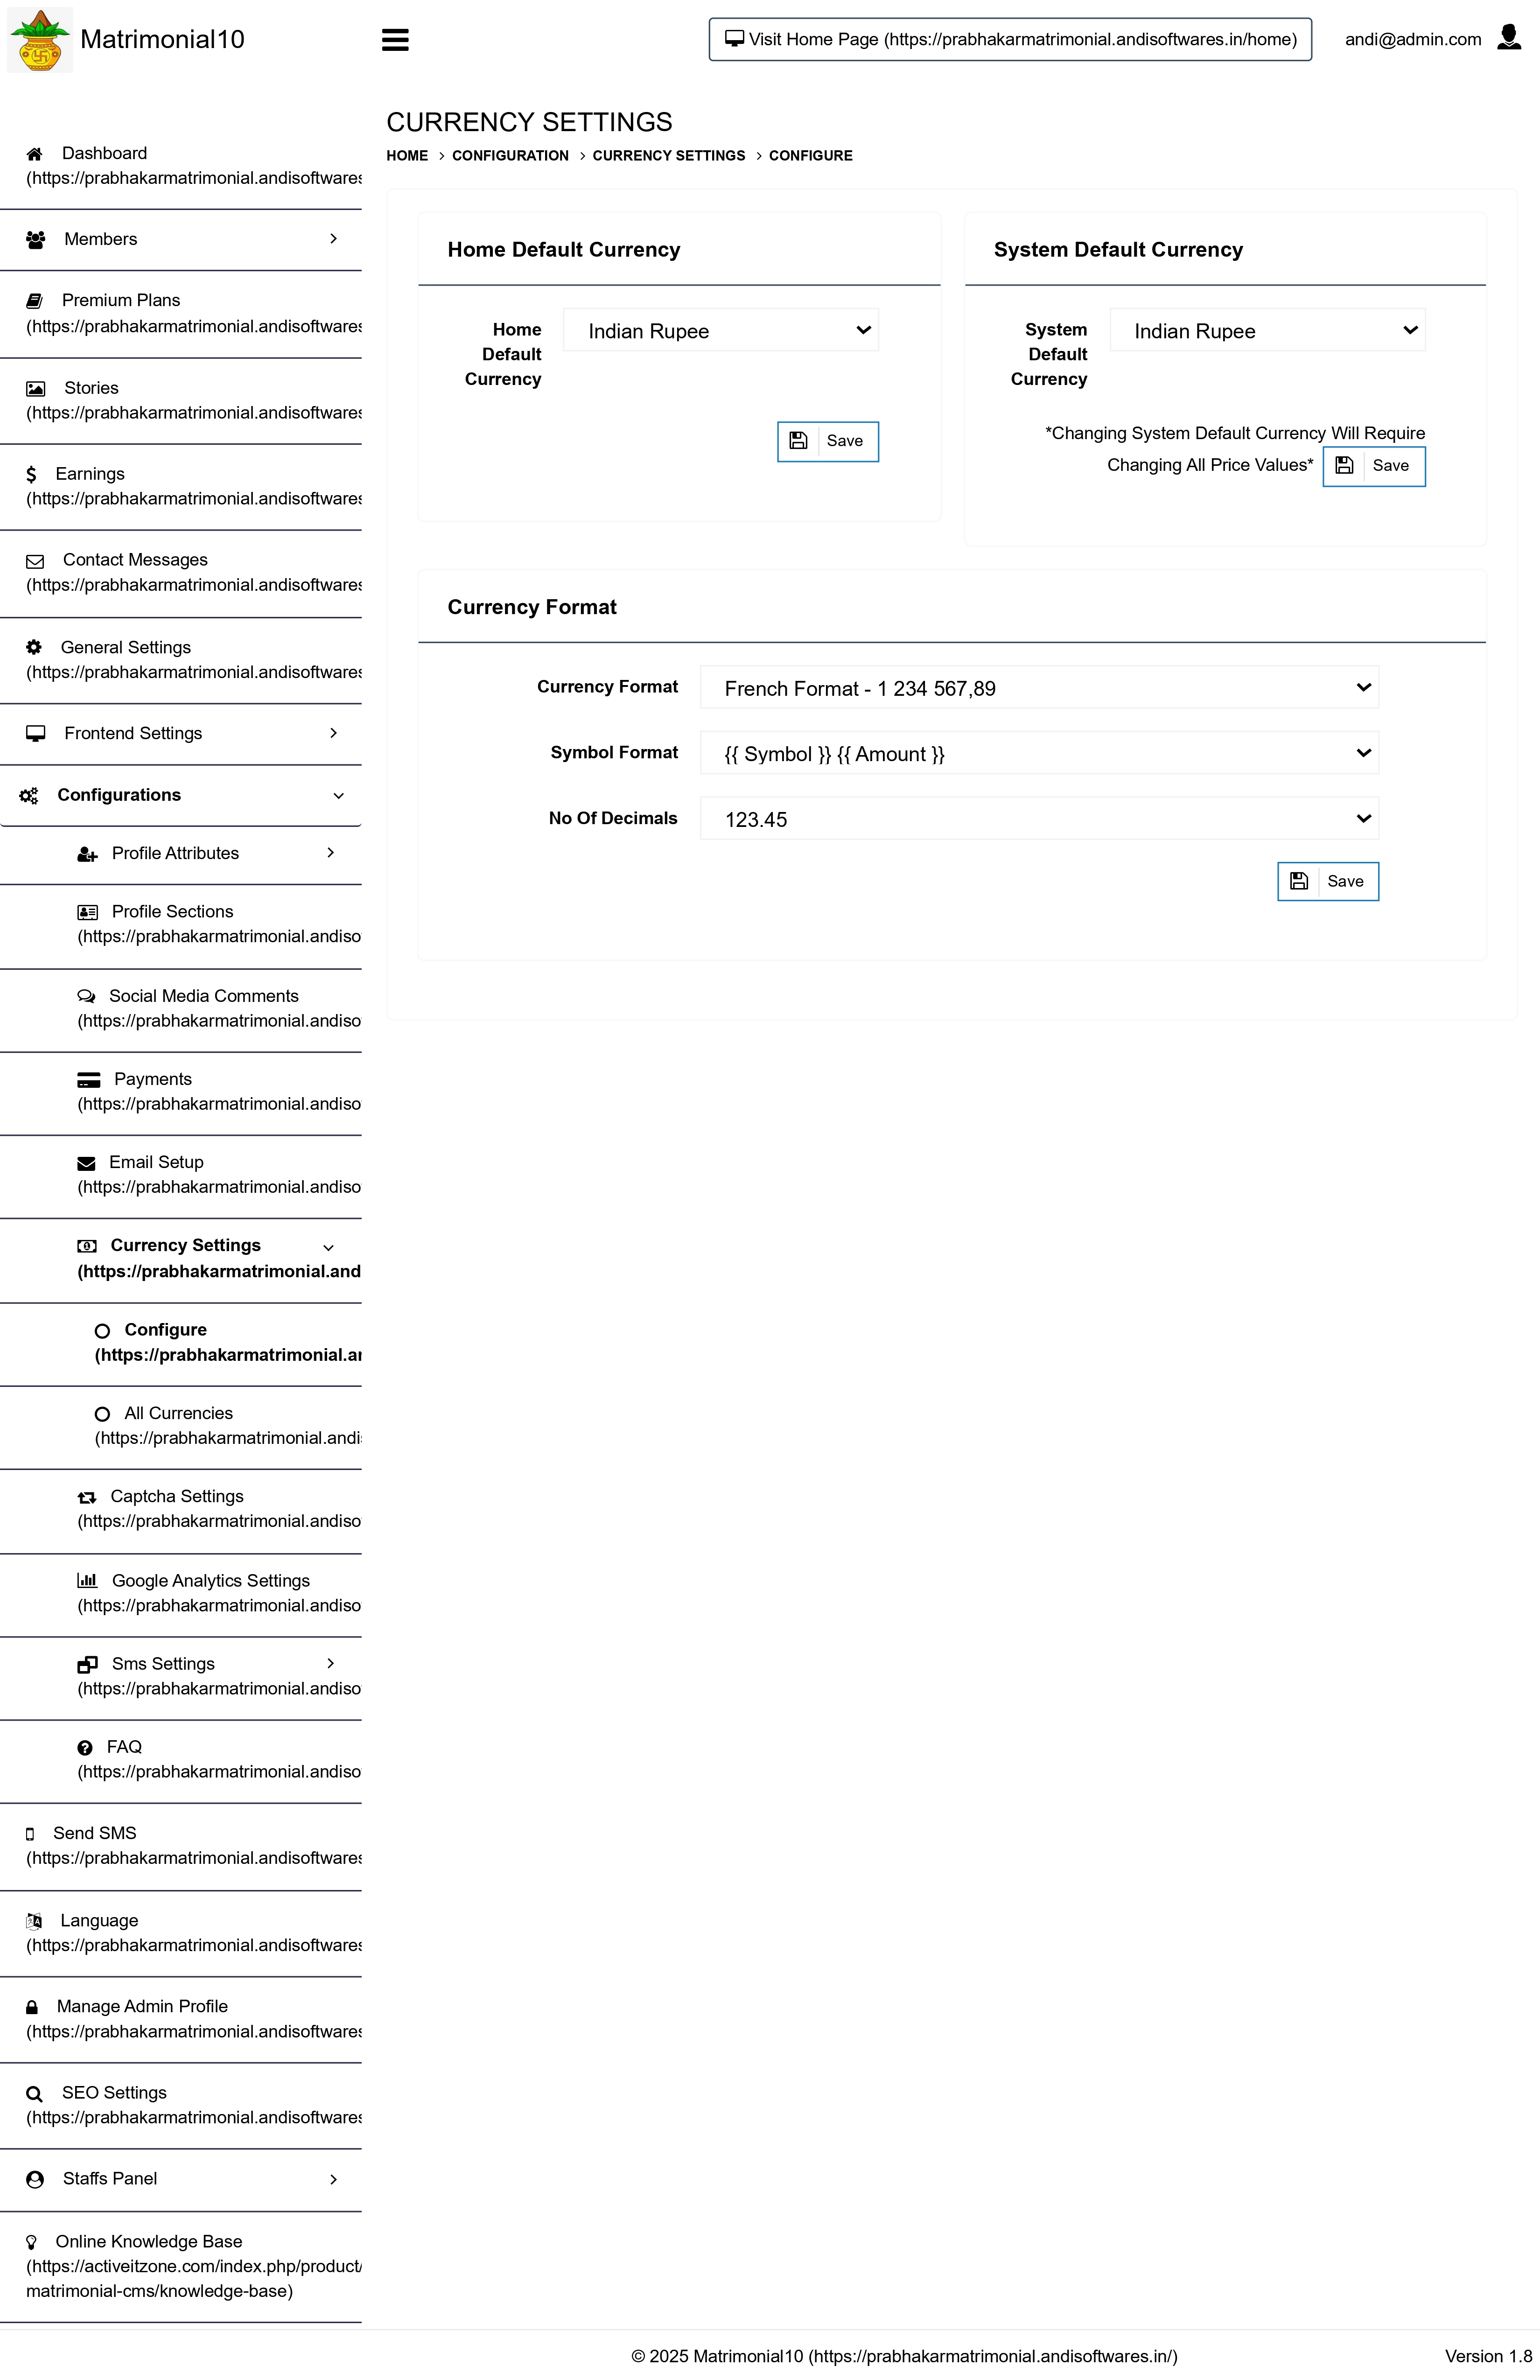 Matrimonial10
Visit Home Page (https://prabhakarmatrimonial.andisoftwares.in/home)
andi@admin.com
Dashboard
(https://prabhakarmatrimonial.andisoftwares
Members
Premium Plans
(https://prabhakarmatrimonial.andisoftwares
Stories
(https://prabhakarmatrimonial.andisoftwares
Earnings
(https://prabhakarmatrimonial.andisoftwares
Contact Messages
(https://prabhakarmatrimonial.andisoftwares
General Settings
(https://prabhakarmatrimonial.andisoftwares
Frontend Settings
Configurations
Profile Attributes
Profile Sections
(https://prabhakarmatrimonial.andiso
Social Media Comments
(https://prabhakarmatrimonial.andiso
Payments
(https://prabhakarmatrimonial.andiso
Email Setup
(https://prabhakarmatrimonial.andiso
Currency Settings
(https://prabhakarmatrimonial.and
Configure
(https://prabhakarmatrimonial.an
All Currencies
(https://prabhakarmatrimonial.andi
Captcha Settings
(https://prabhakarmatrimonial.andiso
Google Analytics Settings
(https://prabhakarmatrimonial.andiso
Sms Settings
(https://prabhakarmatrimonial.andiso
FAQ
(https://prabhakarmatrimonial.andiso
Send SMS
(https://prabhakarmatrimonial.andisoftwares
Language
(https://prabhakarmatrimonial.andisoftwares
Manage Admin Profile
(https://prabhakarmatrimonial.andisoftwares
SEO Settings
(https://prabhakarmatrimonial.andisoftwares
Staffs Panel
Online Knowledge Base
(https://activeitzone.com/index.php/product/
matrimonial-cms/knowledge-base)
CURRENCY SETTINGS
HOME > CONFIGURATION > CURRENCY SETTINGS > CONFIGURE
Home Default Currency
Home
Default
Currency
Indian Rupee
Save
System Default Currency
System
Default
Currency
Indian Rupee
*Changing System Default Currency Will Require
Changing All Price Values* Save
Currency Format
Currency Format French Format - 1 234 567,89
Symbol Format {{ Symbol }} {{ Amount }}
No Of Decimals 123.45
Save
© 2025 Matrimonial10 (https://prabhakarmatrimonial.andisoftwares.in/)
Version 1.8